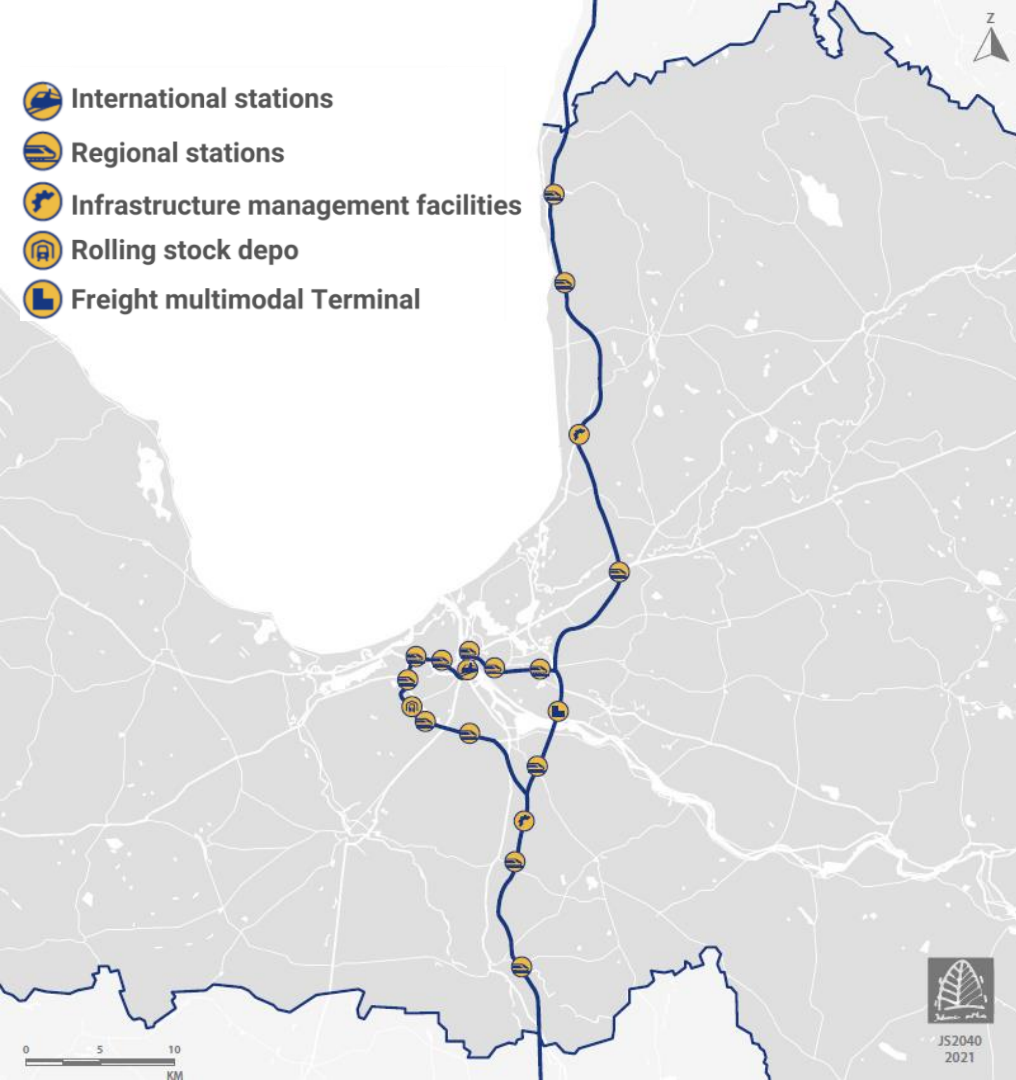 Z
International stations
Regional stations
Infrastructure management facilities
Rolling stock depo
Freight multimodal Terminal
0 5 10
KM
JS2040
2021